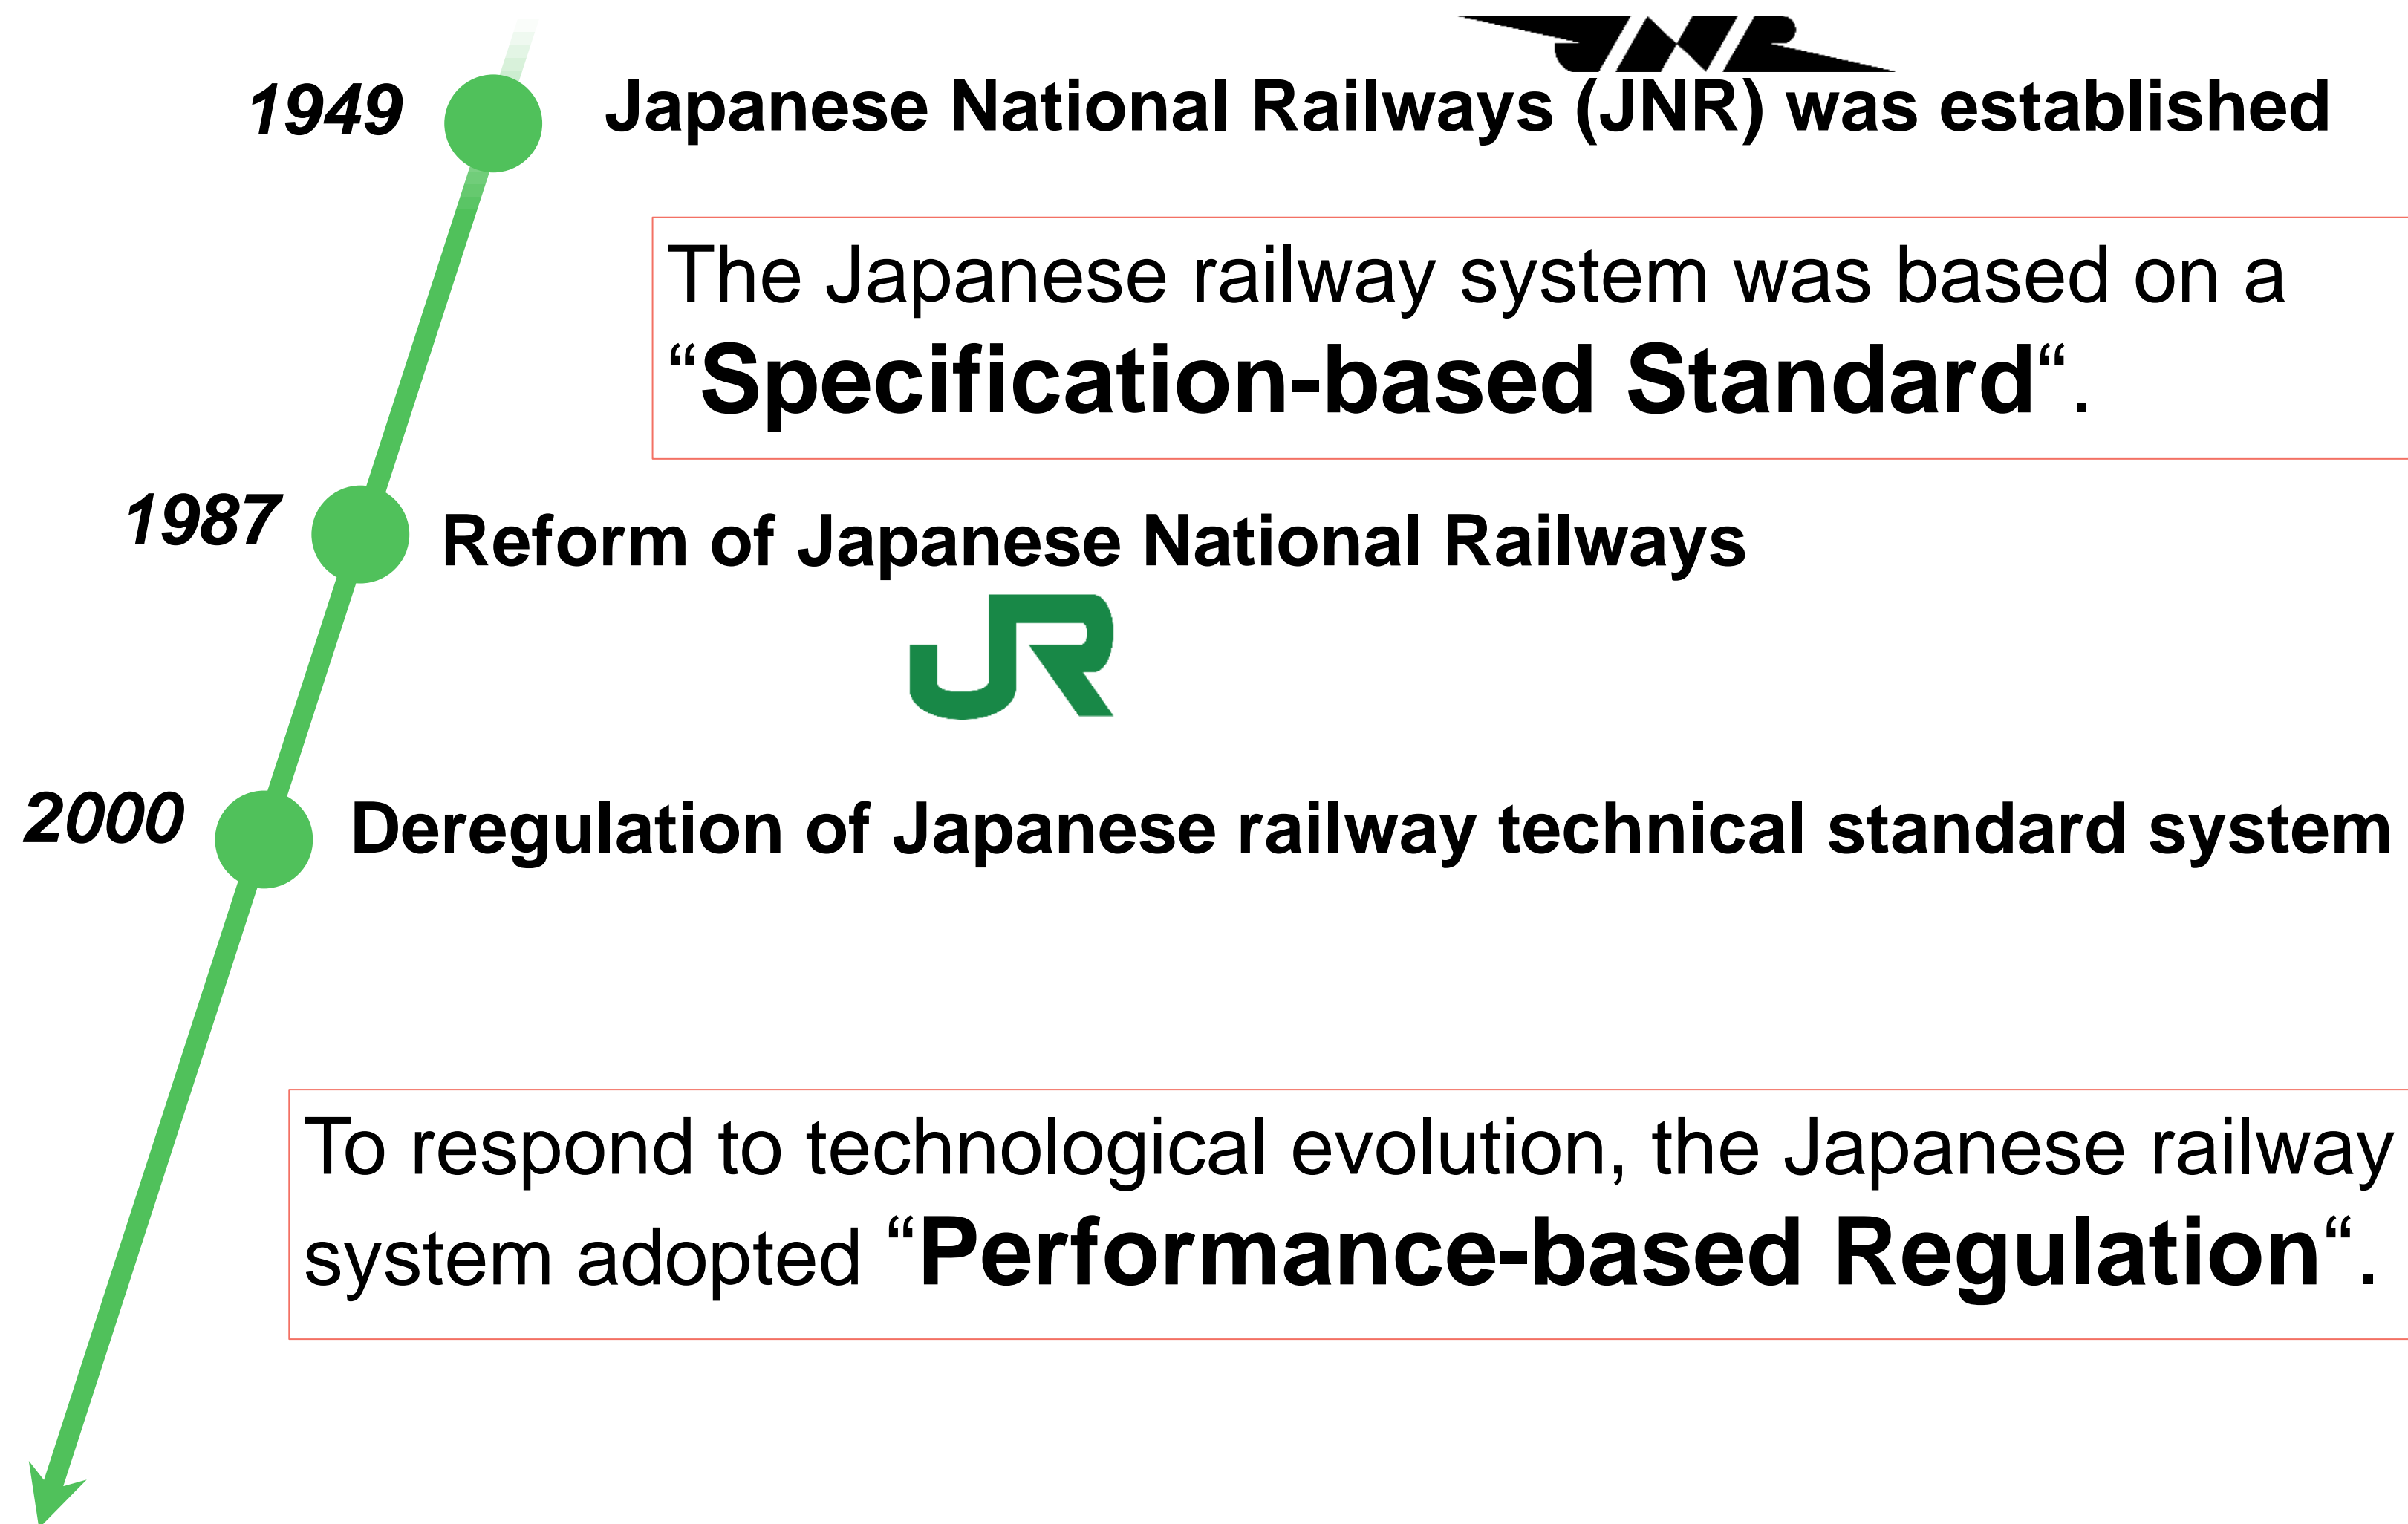 JNR
1949
Japanese National Railways (JNR) was established
The Japanese railway system was based on a
“Specification-based Standard“.
1987
Reform of Japanese National Railways
JR
2000
Deregulation of Japanese railway technical standard system
To respond to technological evolution, the Japanese railway
system adopted “Performance-based Regulation“.